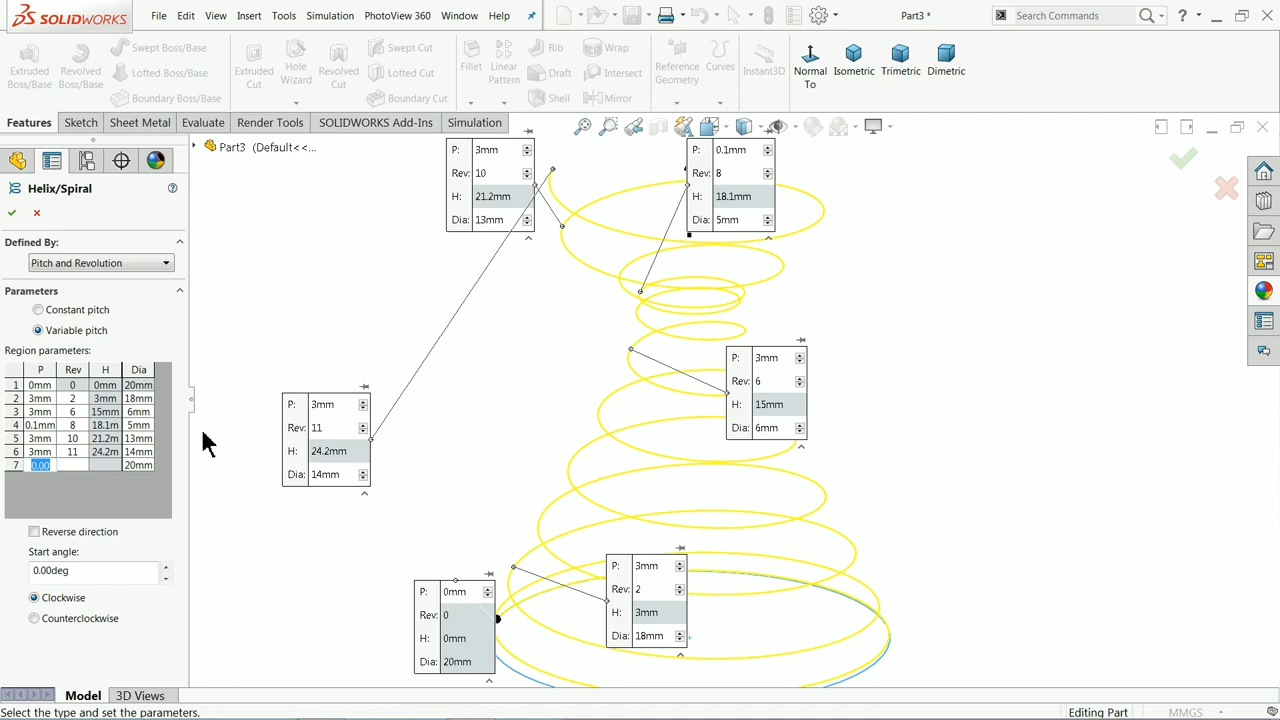 SOLIDWORKS File Edit View Insert Tools Simulation PhotoView 360 Window Help Part3 * Search Commands ?
Extruded Boss/Base
Revolved Boss/Base
Swept Boss/Base
Lofted Boss/Base
Boundary Boss/Base
Extruded Cut
Hole Wizard
Revolved Cut
Swept Cut
Lofted Cut
Boundary Cut
Fillet
Linear Pattern
Rib
Draft
Shell
Wrap
Intersect
Mirror
Reference Geometry
Curves
Instant3D
Normal To
Isometric
Trimetric
Dimetric
Features Sketch Sheet Metal Evaluate Render Tools SOLIDWORKS Add-Ins Simulation
Part3 (Default<<...
Helix/Spiral
Defined By:
Pitch and Revolution
Parameters
Constant pitch
Variable pitch
Region parameters:
P Rev H Dia
1 0mm 0 0mm 20mm
2 3mm 2 3mm 18mm
3 3mm 6 15mm 6mm
4 0.1mm 8 18.1m 5mm
5 3mm 10 21.2m 13mm
6 3mm 11 24.2m 14mm
7 0.00 20mm
Reverse direction
Start angle:
0.00deg
Clockwise
Counterclockwise
P: 3mm
Rev: 10
H: 21.2mm
Dia: 13mm
P: 0.1mm
Rev: 8
H: 18.1mm
Dia: 5mm
P: 3mm
Rev: 6
H: 15mm
Dia: 6mm
P: 3mm
Rev: 11
H: 24.2mm
Dia: 14mm
P: 3mm
Rev: 2
H: 3mm
Dia: 18mm
P: 0mm
Rev: 0
H: 0mm
Dia: 20mm
Model 3D Views
Select the type and set the parameters. Editing Part MMGS